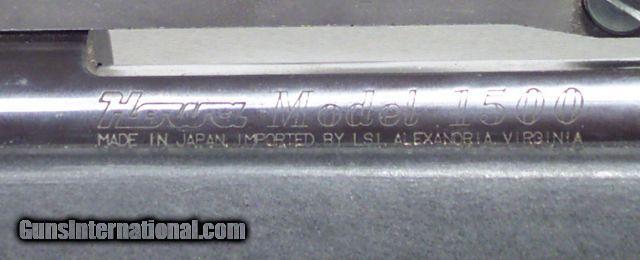 Howa Model 1500
MADE IN JAPAN, IMPORTED BY LSI, ALEXANDRIA, VIRGINIA
GunsInternational.com